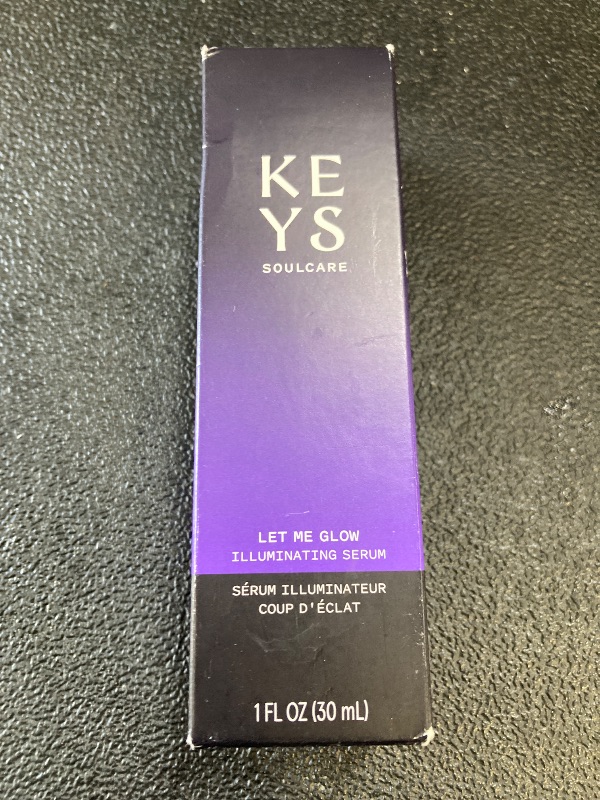 KE
YS
SOULCARE
LET ME GLOW
ILLUMINATING SERUM
SÉRUM ILLUMINATEUR
COUP D'ÉCLAT
1 FL OZ (30 mL)